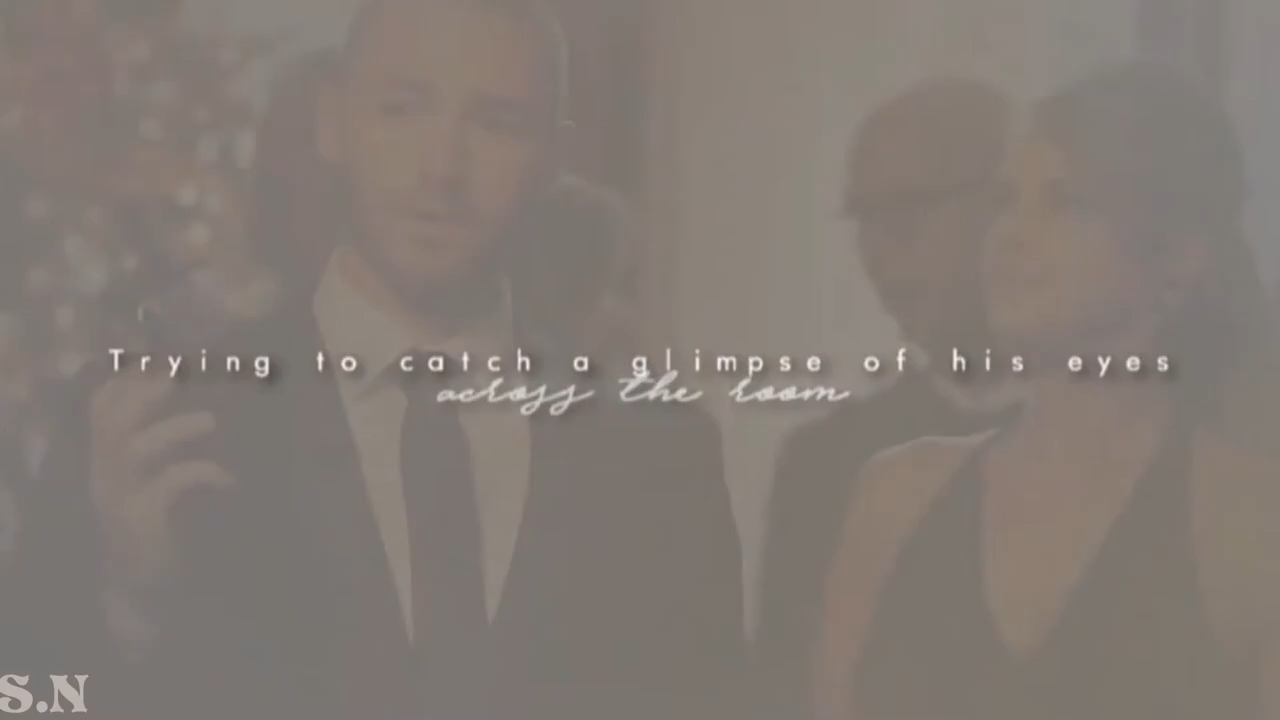 Trying to catch a glimpse of his eyes
across the room
S.N